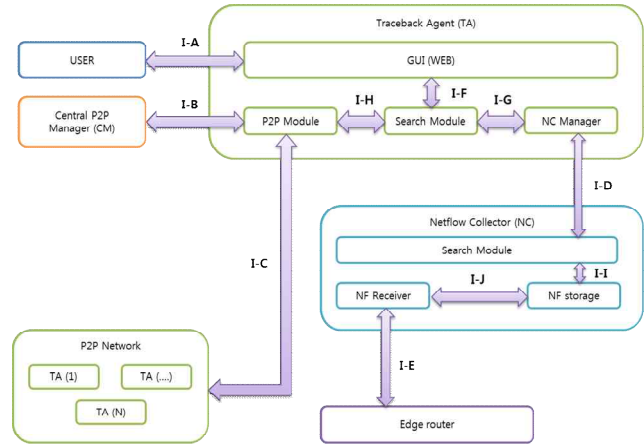 Traceback Agent (TA)
I-A
USER
GUI (WEB)
I-B
I-H
I-F
I-G
Central P2P
Manager (CM)
P2P Module
Search Module
NC Manager
I-D
Netflow Collector (NC)
Search Module
I-C
I-J
I-I
NF Receiver
NF storage
P2P Network
I-E
TA (1)
TA (....)
TA (N)
Edge router